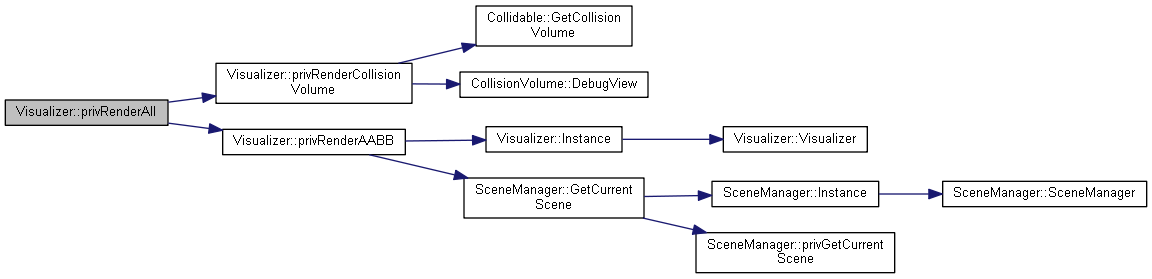 Visualizer::privRenderAll
Visualizer::privRenderCollision
Volume
Collidable::GetCollision
Volume
CollisionVolume::DebugView
Visualizer::privRenderAABB
Visualizer::Instance
Visualizer::Visualizer
SceneManager::GetCurrent
Scene
SceneManager::Instance
SceneManager::SceneManager
SceneManager::privGetCurrent
Scene